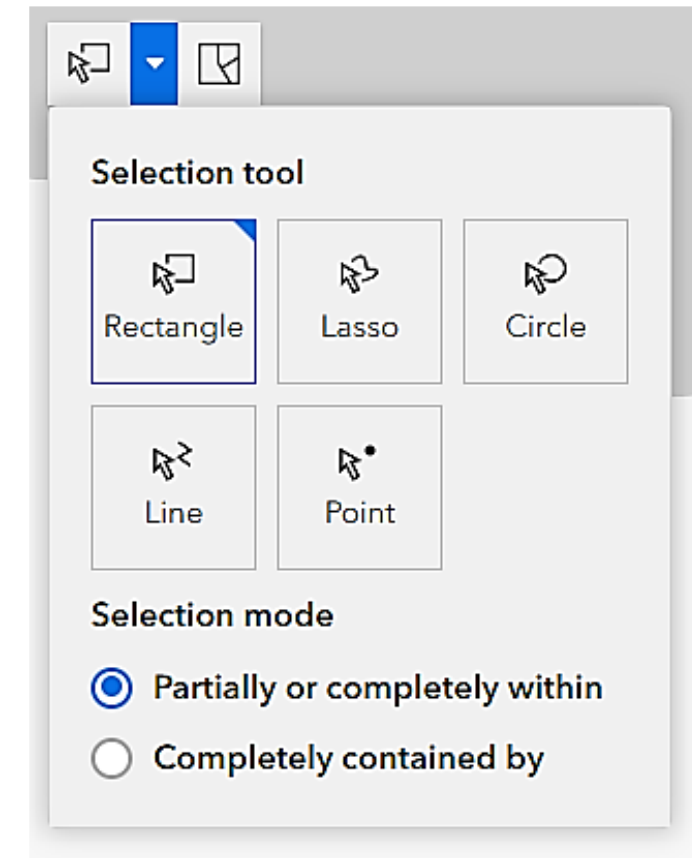 Selection tool
Rectangle
Lasso
Circle
Line
Point
Selection mode
Partially or completely within
Completely contained by